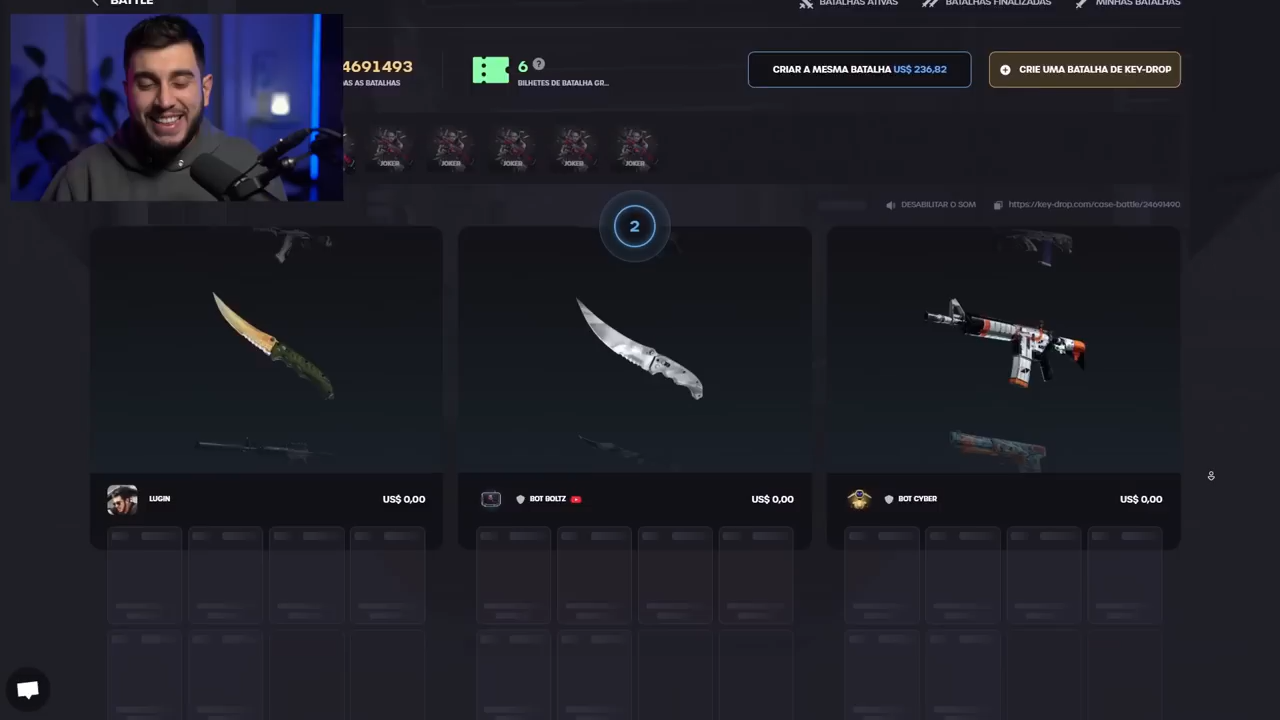 BATTLE
BATALHAS ATIVAS
BATALHAS FINALIZADAS
MINHAS BATALHAS
4691493
AS AS BATALHAS
6
?
BILHETES DE BATALHA GR...
CRIAR A MESMA BATALHA US$ 236,82
CRIE UMA BATALHA DE KEY-DROP
JOKER
JOKER
JOKER
JOKER
JOKER
DESABILITAR O SOM
https://key-drop.com/case-battle/24691490
2
LUGIN
US$ 0,00
BOT BOLTZ
US$ 0,00
BOT CYBER
US$ 0,00